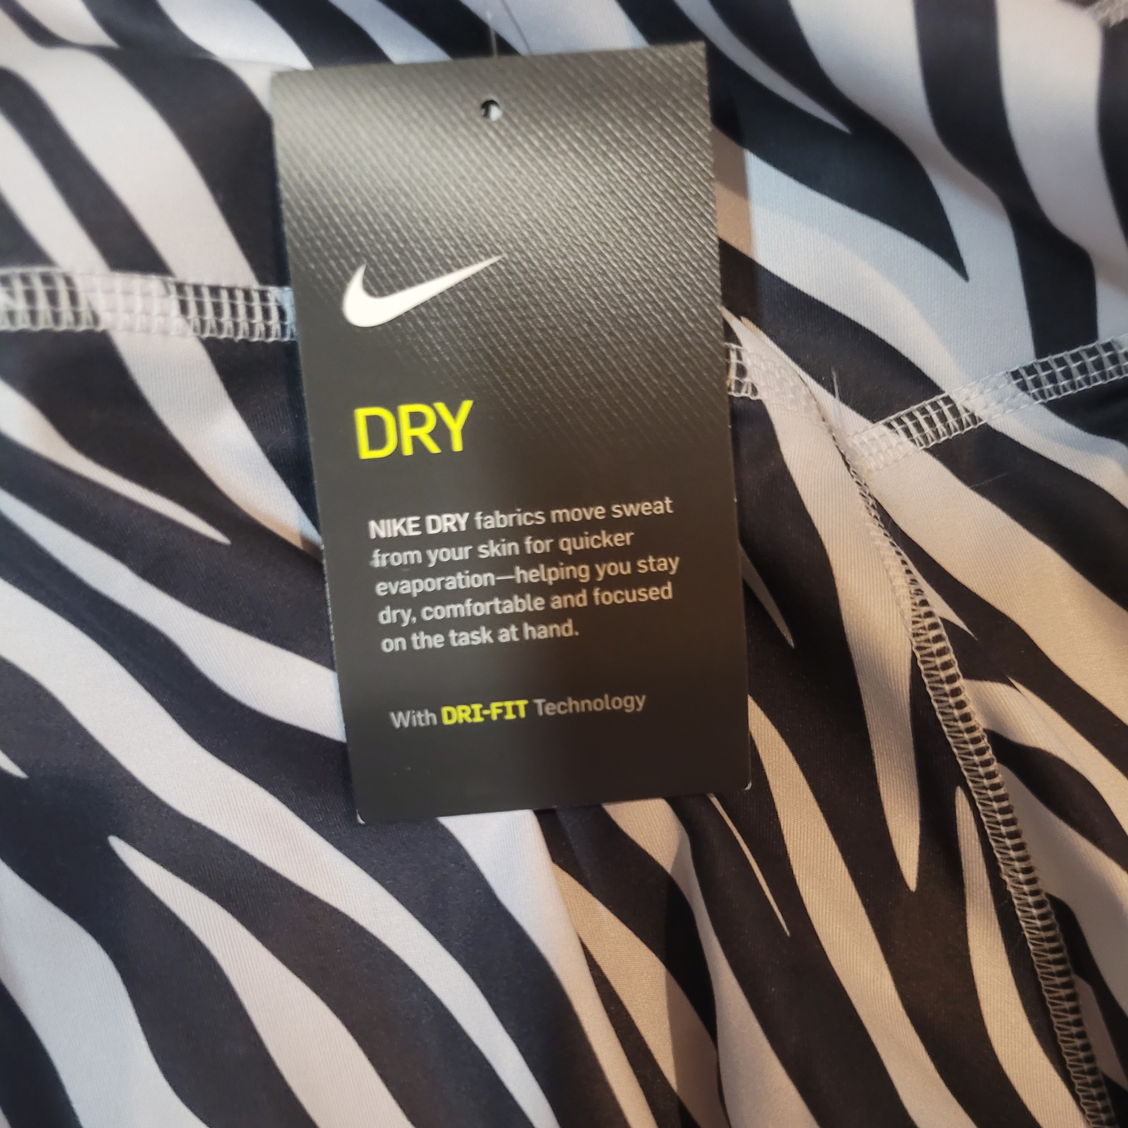 DRY
NIKE DRY fabrics move sweat
from your skin for quicker
evaporation—helping you stay
dry, comfortable and focused
on the task at hand.
With DRI-FIT Technology